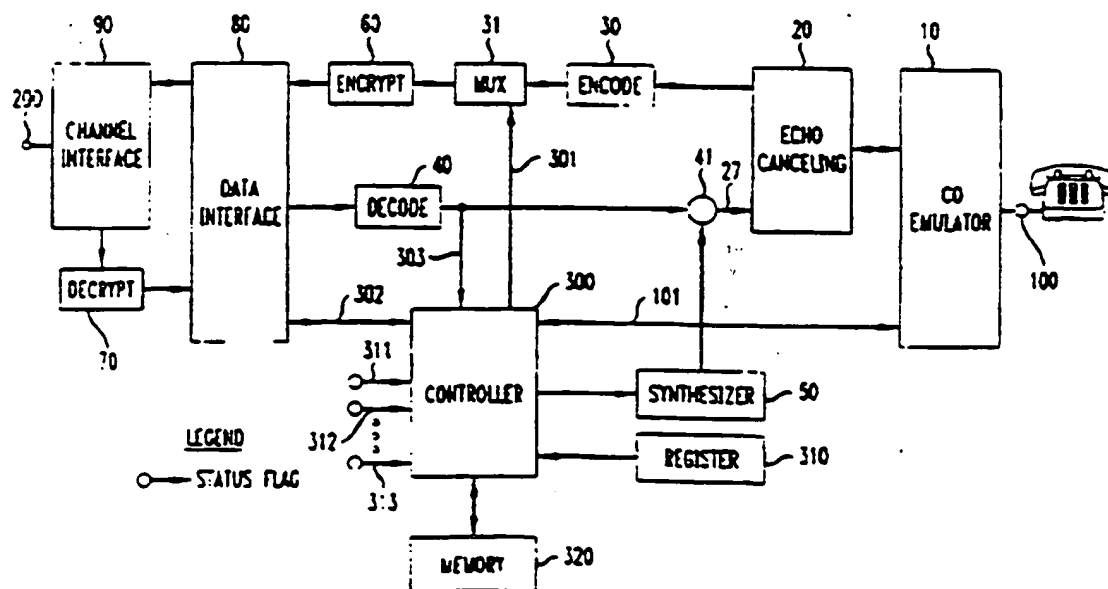 90
80
60
31
30
20
10
200
CHANNEL
INTERFACE
ENCRYPT
MUX
ENCODE
ECHO
CANCELING
DATA
INTERFACE
40
301
41
27
DECODE
CO
EMULATOR
303
100
DECRYPT
302
300
101
70
311
CONTROLLER
SYNTHESIZER
50
LEGEND
312
REGISTER
310
STATUS FLAG
313
MEMORY
320